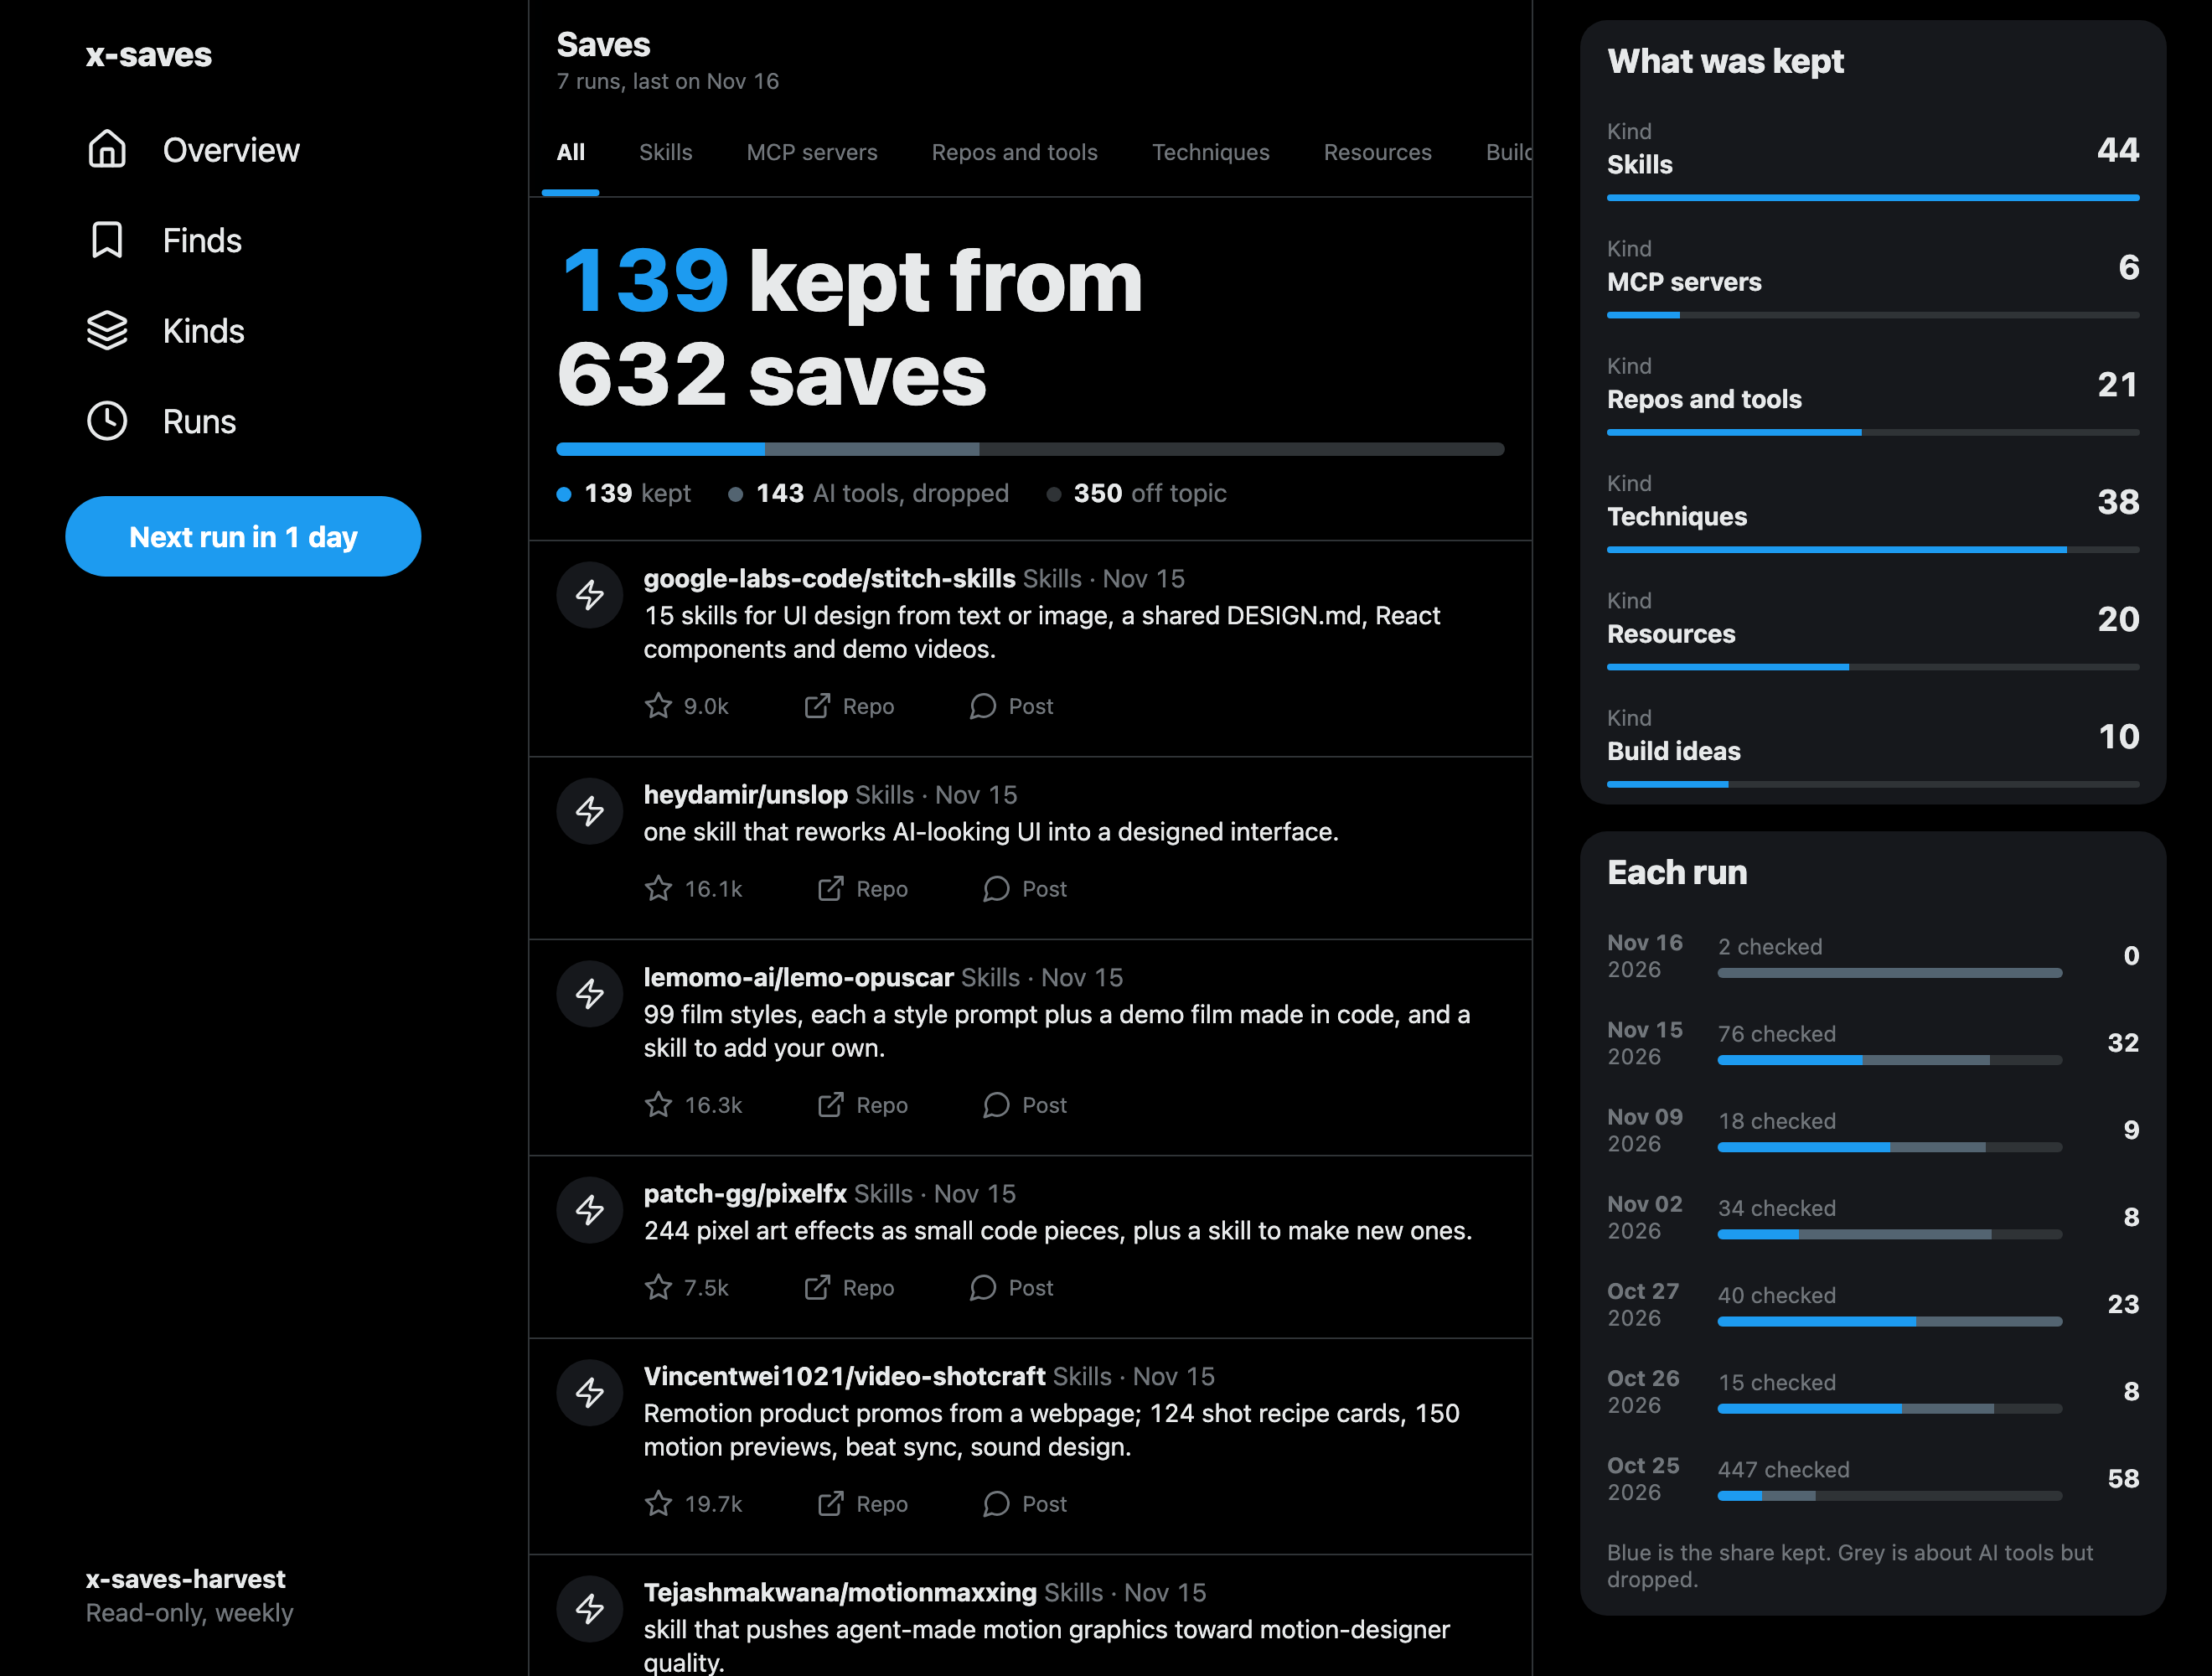 x-saves
Overview
Finds
Kinds
Runs
Next run in 1 day
x-saves-harvest
Read-only, weekly
Saves
7 runs, last on Nov 16
All Skills MCP servers Repos and tools Techniques Resources Build
139 kept from
632 saves
139 kept 143 AI tools, dropped 350 off topic
google-labs-code/stitch-skills Skills · Nov 15
15 skills for UI design from text or image, a shared DESIGN.md, React
components and demo videos.
9.0k Repo Post
heydamir/unslop Skills · Nov 15
one skill that reworks AI-looking UI into a designed interface.
16.1k Repo Post
lemomo-ai/lemo-opuscar Skills · Nov 15
99 film styles, each a style prompt plus a demo film made in code, and a
skill to add your own.
16.3k Repo Post
patch-gg/pixelfx Skills · Nov 15
244 pixel art effects as small code pieces, plus a skill to make new ones.
7.5k Repo Post
Vincentwei1021/video-shotcraft Skills · Nov 15
Remotion product promos from a webpage; 124 shot recipe cards, 150
motion previews, beat sync, sound design.
19.7k Repo Post
Tejashmakwana/motionmaxxing Skills · Nov 15
skill that pushes agent-made motion graphics toward motion-designer
quality.
What was kept
Kind
Skills 44
Kind
MCP servers 6
Kind
Repos and tools 21
Kind
Techniques 38
Kind
Resources 20
Kind
Build ideas 10
Each run
Nov 16 2 checked 0
2026
Nov 15 76 checked 32
2026
Nov 09 18 checked 9
2026
Nov 02 34 checked 8
2026
Oct 27 40 checked 23
2026
Oct 26 15 checked 8
2026
Oct 25 447 checked 58
2026
Blue is the share kept. Grey is about AI tools but
dropped.